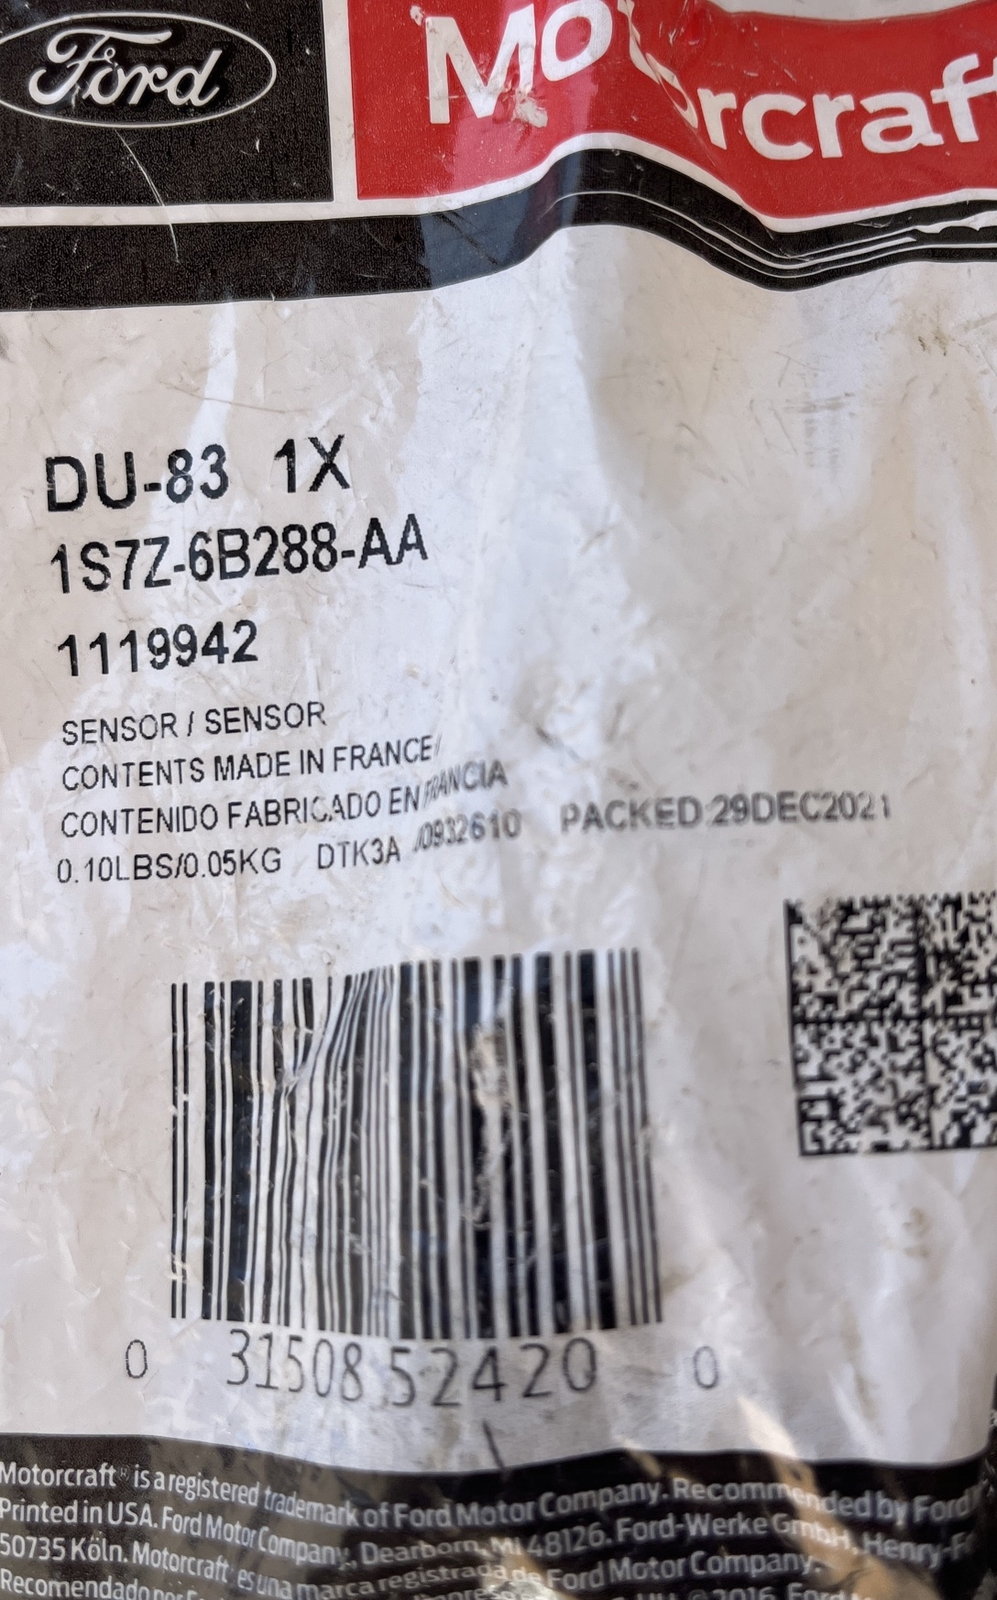 Ford
Motorcraft
DU-83 1X
1S7Z-6B288-AA
1119942
SENSOR / SENSOR
CONTENTS MADE IN FRANCE/
CONTENIDO FABRICADO EN FRANCIA
0.10LBS/0.05KG DTK3A /0932610 PACKED:29DEC2021
0 31508 52420 0
Motorcraft® is a registered trademark of Ford Motor Company. Recommended by Ford
Printed in USA. Ford Motor Company, Dearborn, MI 48126. Ford-Werke GmbH, Henry-F
50735 Köln. Motorcraft es una marca registrada de Ford Motor Company.
Recomendado por F